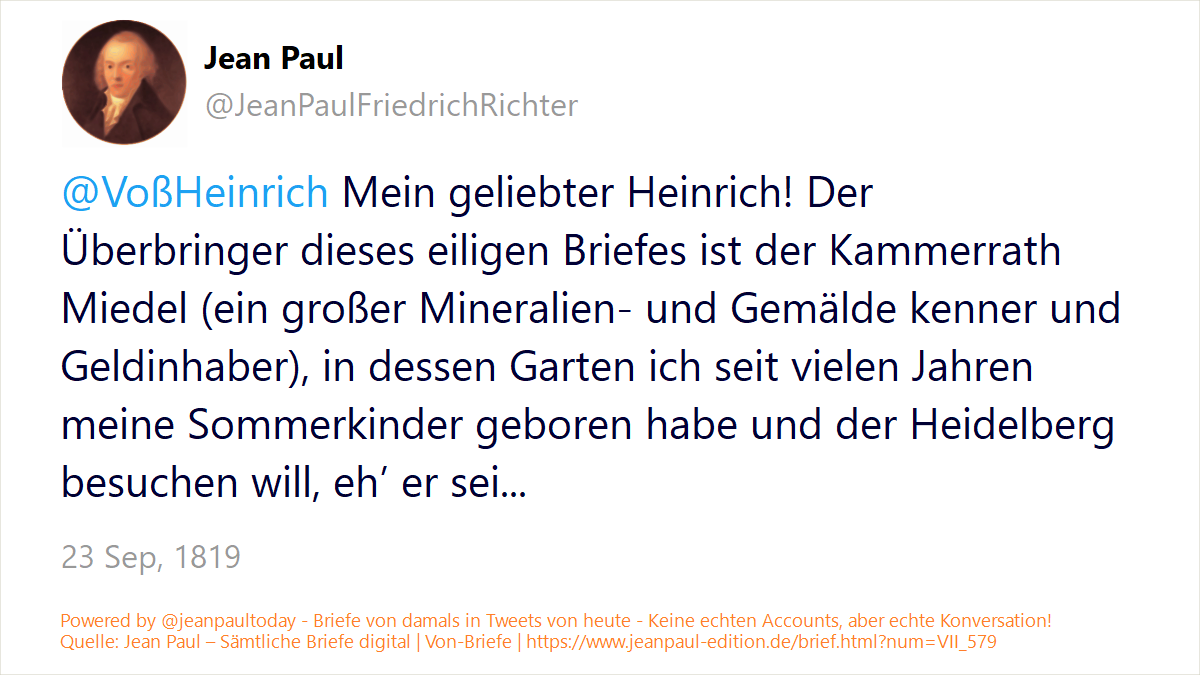 Jean Paul
@JeanPaulFriedrichRichter
@VoßHeinrich Mein geliebter Heinrich! Der
Überbringer dieses eiligen Briefes ist der Kammerrath
Miedel (ein großer Mineralien- und Gemälde kenner und
Geldinhaber), in dessen Garten ich seit vielen Jahren
meine Sommerkinder geboren habe und der Heidelberg
besuchen will, eh’ er sei...
23 Sep, 1819
Powered by @jeanpaultoday - Briefe von damals in Tweets von heute - Keine echten Accounts, aber echte Konversation!
Quelle: Jean Paul – Sämtliche Briefe digital | Von-Briefe | https://www.jeanpaul-edition.de/brief.html?num=VII_579